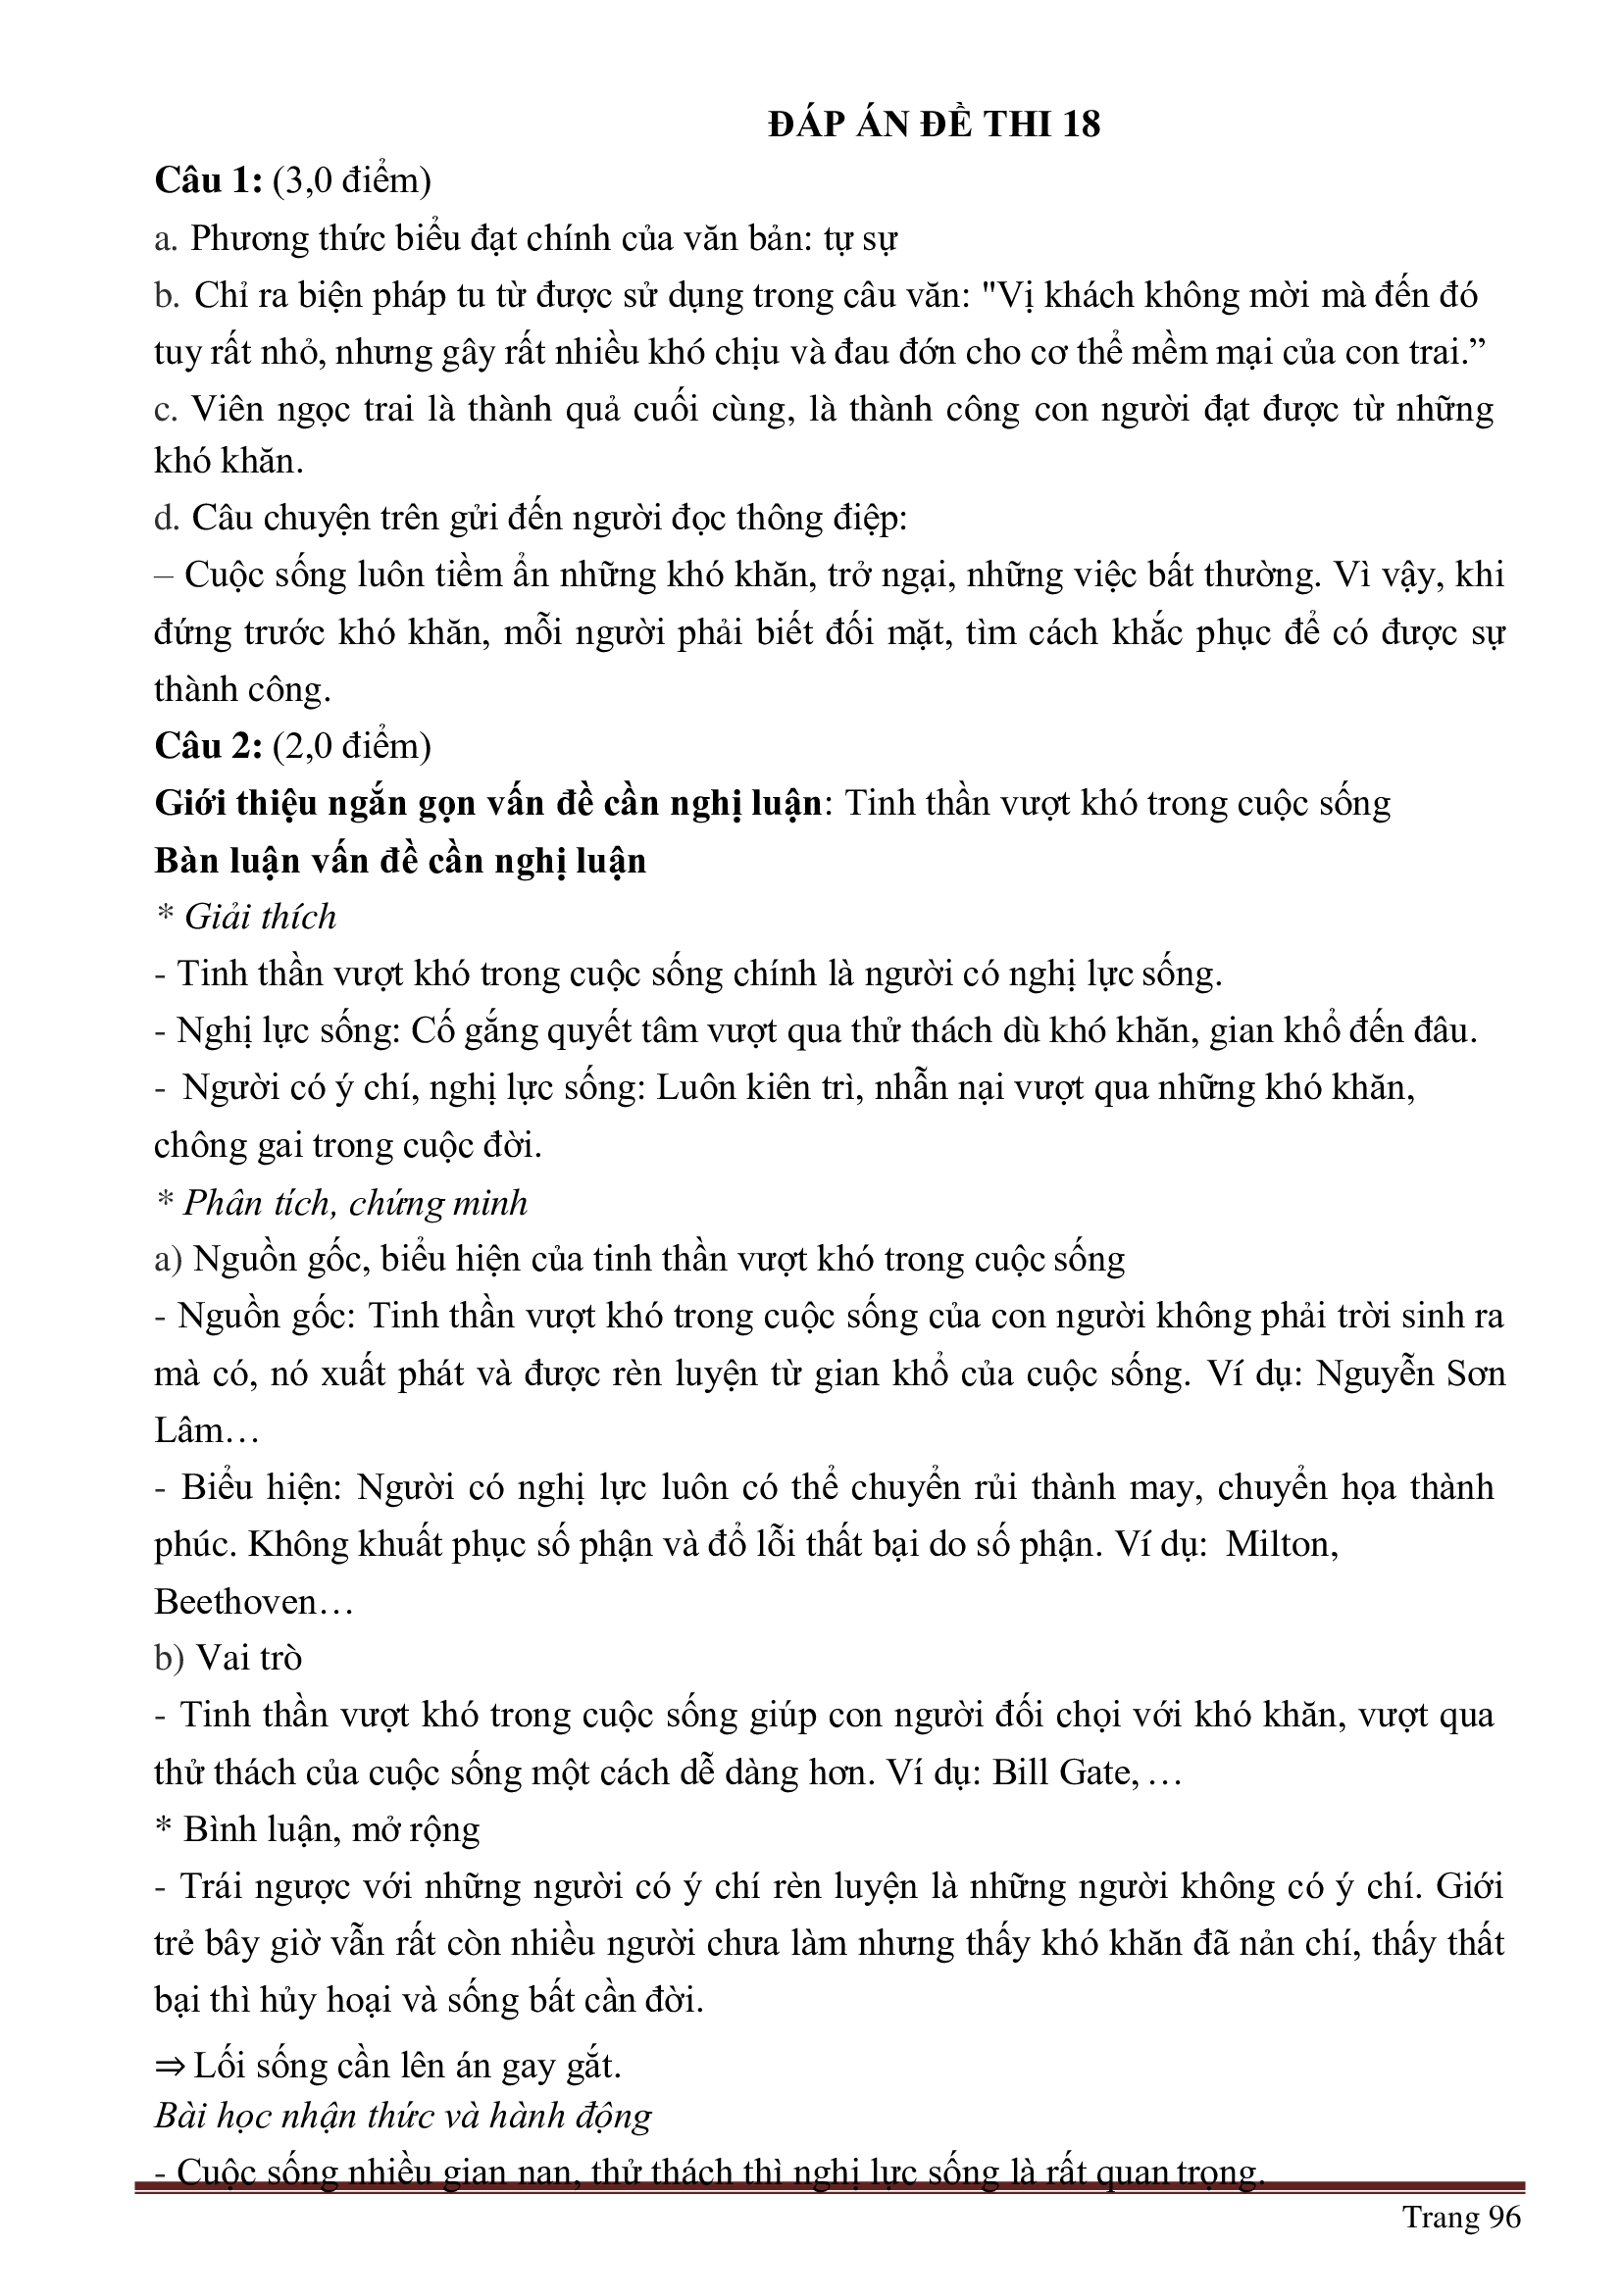 ĐÁP ÁN ĐỀ THI 18
Câu 1: (3,0 điểm)
a. Phương thức biểu đạt chính của văn bản: tự sự
b. Chỉ ra biện pháp tu từ được sử dụng trong câu văn: "Vị khách không mời mà đến đó
tuy rất nhỏ, nhưng gây rất nhiều khó chịu và đau đớn cho cơ thể mềm mại của con trai.”
c. Viên ngọc trai là thành quả cuối cùng, là thành công con người đạt được từ những
khó khăn.
d. Câu chuyện trên gửi đến người đọc thông điệp:
– Cuộc sống luôn tiềm ẩn những khó khăn, trở ngại, những việc bất thường. Vì vậy, khi
đứng trước khó khăn, mỗi người phải biết đối mặt, tìm cách khắc phục để có được sự
thành công.
Câu 2: (2,0 điểm)
Giới thiệu ngắn gọn vấn đề cần nghị luận: Tinh thần vượt khó trong cuộc sống
Bàn luận vấn đề cần nghị luận
* Giải thích
- Tinh thần vượt khó trong cuộc sống chính là người có nghị lực sống.
- Nghị lực sống: Cố gắng quyết tâm vượt qua thử thách dù khó khăn, gian khổ đến đâu.
- Người có ý chí, nghị lực sống: Luôn kiên trì, nhẫn nại vượt qua những khó khăn,
chông gai trong cuộc đời.
* Phân tích, chứng minh
a) Nguồn gốc, biểu hiện của tinh thần vượt khó trong cuộc sống
- Nguồn gốc: Tinh thần vượt khó trong cuộc sống của con người không phải trời sinh ra
mà có, nó xuất phát và được rèn luyện từ gian khổ của cuộc sống. Ví dụ: Nguyễn Sơn
Lâm…
- Biểu hiện: Người có nghị lực luôn có thể chuyển rủi thành may, chuyển họa thành
phúc. Không khuất phục số phận và đổ lỗi thất bại do số phận. Ví dụ: Milton,
Beethoven…
b) Vai trò
- Tinh thần vượt khó trong cuộc sống giúp con người đối chọi với khó khăn, vượt qua
thử thách của cuộc sống một cách dễ dàng hơn. Ví dụ: Bill Gate, …
* Bình luận, mở rộng
- Trái ngược với những người có ý chí rèn luyện là những người không có ý chí. Giới
trẻ bây giờ vẫn rất còn nhiều người chưa làm nhưng thấy khó khăn đã nản chí, thấy thất
bại thì hủy hoại và sống bất cần đời.
⇒ Lối sống cần lên án gay gắt.
Bài học nhận thức và hành động
- Cuộc sống nhiều gian nan, thử thách thì nghị lực sống là rất quan trọng.
Trang 96